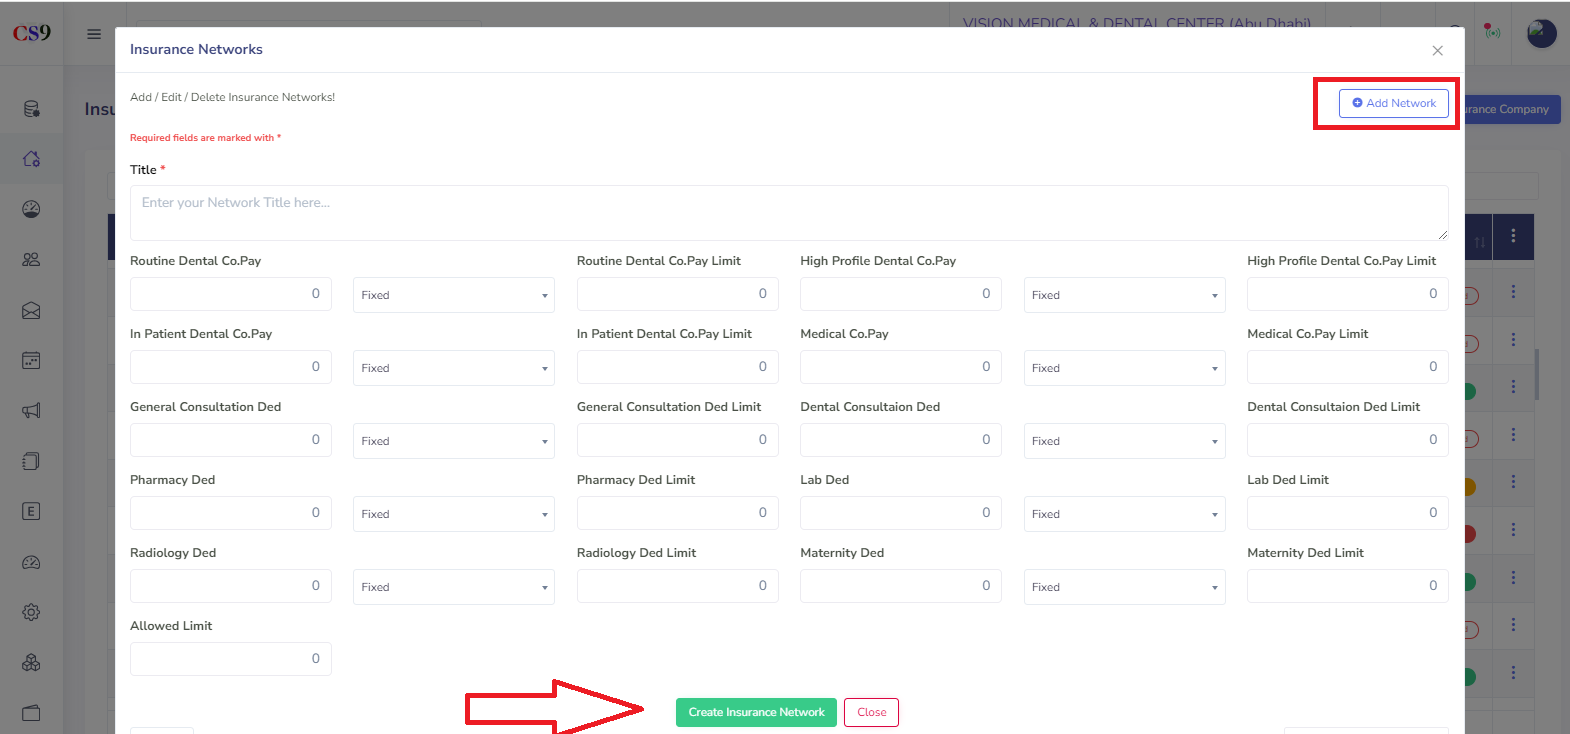 CS9
VISION MEDICAL & DENTAL CENTER (Abu Dhabi)
Insurance Networks
Add / Edit / Delete Insurance Networks!
Add Network
Insu
urance Company
Required fields are marked with *
Title *
Enter your Network Title here...
Routine Dental Co.Pay Routine Dental Co.Pay Limit High Profile Dental Co.Pay High Profile Dental Co.Pay Limit
0 Fixed 0 0 Fixed 0
In Patient Dental Co.Pay In Patient Dental Co.Pay Limit Medical Co.Pay Medical Co.Pay Limit
0 Fixed 0 0 Fixed 0
General Consultation Ded General Consultation Ded Limit Dental Consultaion Ded Dental Consultaion Ded Limit
0 Fixed 0 0 Fixed 0
Pharmacy Ded Pharmacy Ded Limit Lab Ded Lab Ded Limit
0 Fixed 0 0 Fixed 0
Radiology Ded Radiology Ded Limit Maternity Ded Maternity Ded Limit
0 Fixed 0 0 Fixed 0
Allowed Limit
0
Create Insurance Network Close